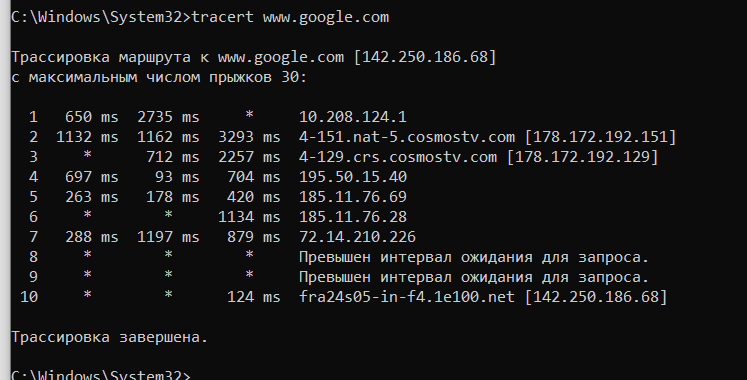 C:\Windows\System32>tracert www.google.com
Трассировка маршрута к www.google.com [142.250.186.68]
с максимальным числом прыжков 30:
1 650 ms 2735 ms * 10.208.124.1
2 1132 ms 1162 ms 3293 ms 4-151.nat-5.cosmostv.com [178.172.192.151]
3 * 712 ms 2257 ms 4-129.crs.cosmostv.com [178.172.192.129]
4 697 ms 93 ms 704 ms 195.50.15.40
5 263 ms 178 ms 420 ms 185.11.76.69
6 * * 1134 ms 185.11.76.28
7 288 ms 1197 ms 879 ms 72.14.210.226
8 * * * Превышен интервал ожидания для запроса.
9 * * * Превышен интервал ожидания для запроса.
10 * * 124 ms fra24s05-in-f4.1e100.net [142.250.186.68]
Трассировка завершена.
C:\Windows\System32>